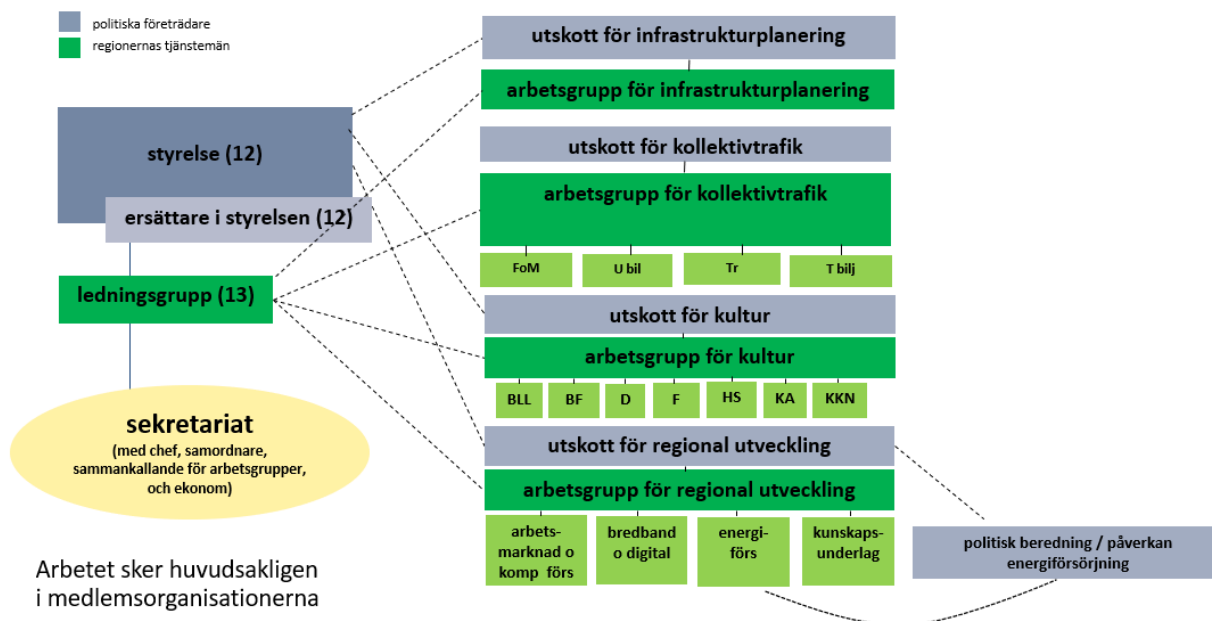 politiska företrädare
regionernas tjänstemän
styrelse (12)
ersättare i styrelsen (12)
ledningsgrupp (13)
sekretariat
(med chef, samordnare,
sammankallande för arbetsgrupper,
och ekonom)
Arbetet sker huvudsakligen
i medlemsorganisationerna
utskott för infrastrukturplanering
arbetsgrupp för infrastrukturplanering
utskott för kollektivtrafik
arbetsgrupp för kollektivtrafik
FoM
U bil
Tr
T bilj
utskott för kultur
arbetsgrupp för kultur
BLL
BF
D
F
HS
KA
KKN
utskott för regional utveckling
arbetsgrupp för regional utveckling
arbets-
marknad o
komp förs
bredband
o digital
energi-
förs
kunskaps-
underlag
politisk beredning / påverkan
energiförsörjning